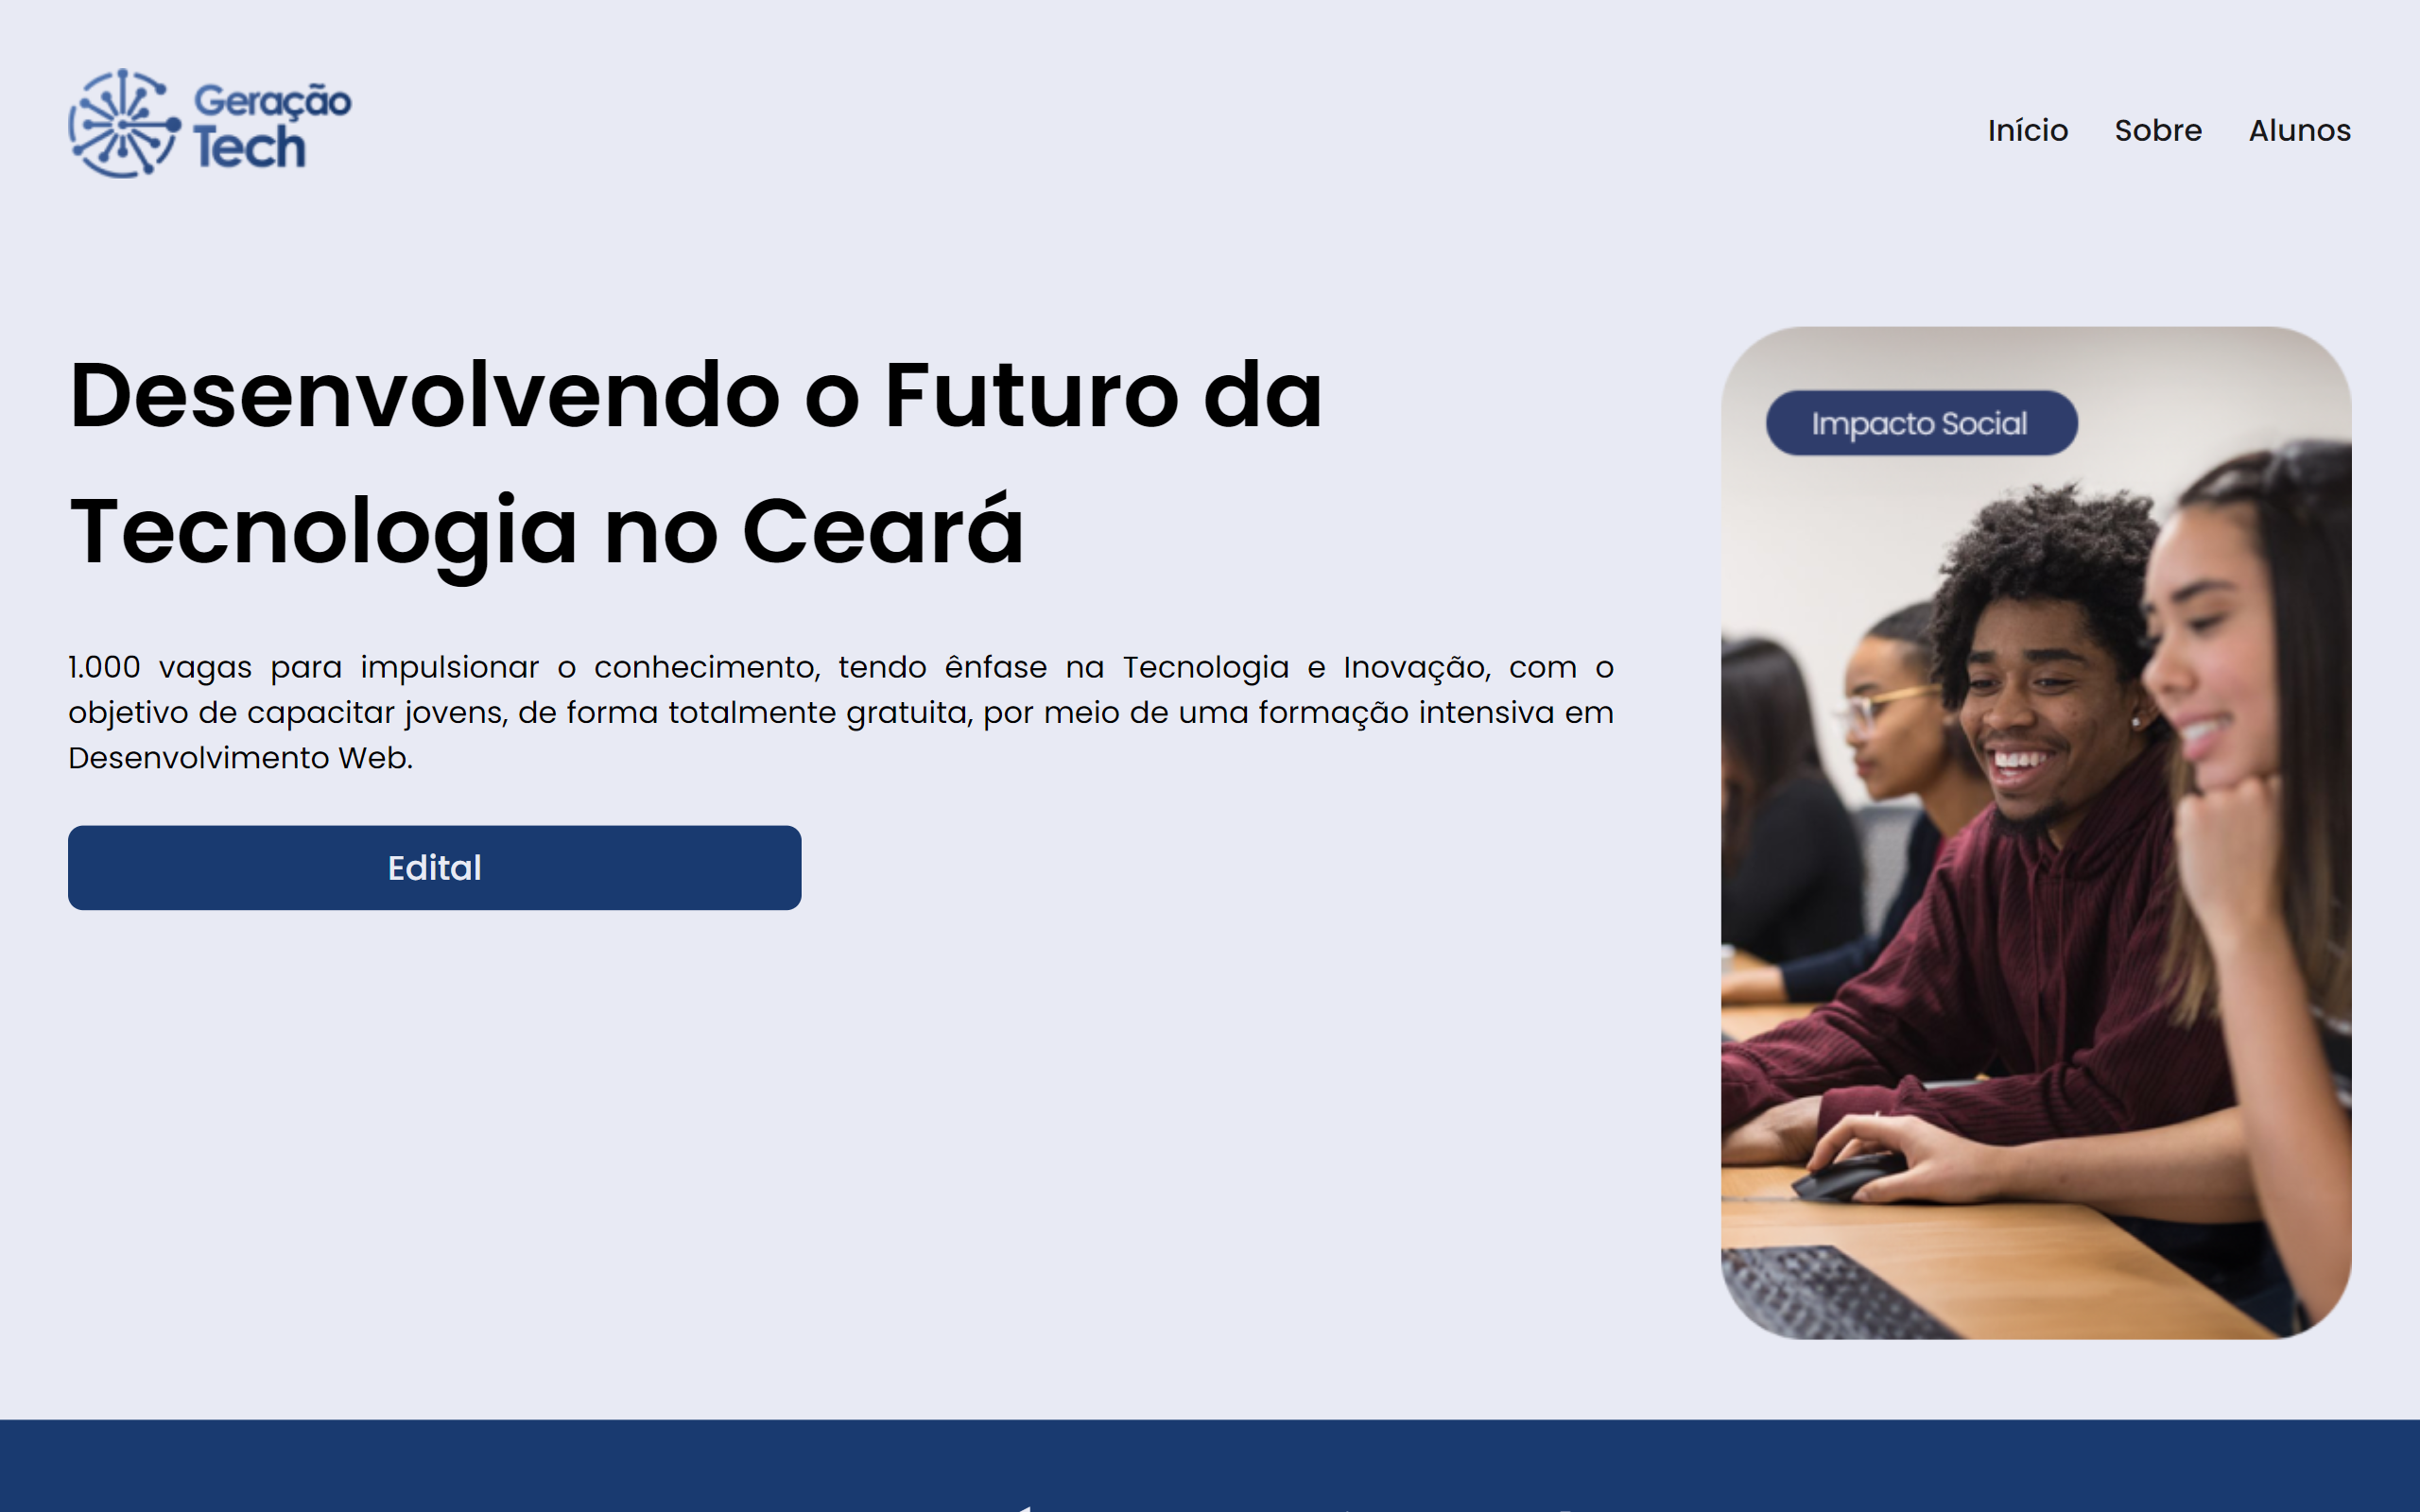 Geração
Tech
Início Sobre Alunos
Desenvolvendo o Futuro da
Tecnologia no Ceará
Impacto Social
1.000 vagas para impulsionar o conhecimento, tendo ênfase na Tecnologia e Inovação, com o
objetivo de capacitar jovens, de forma totalmente gratuita, por meio de uma formação intensiva em
Desenvolvimento Web.
Edital